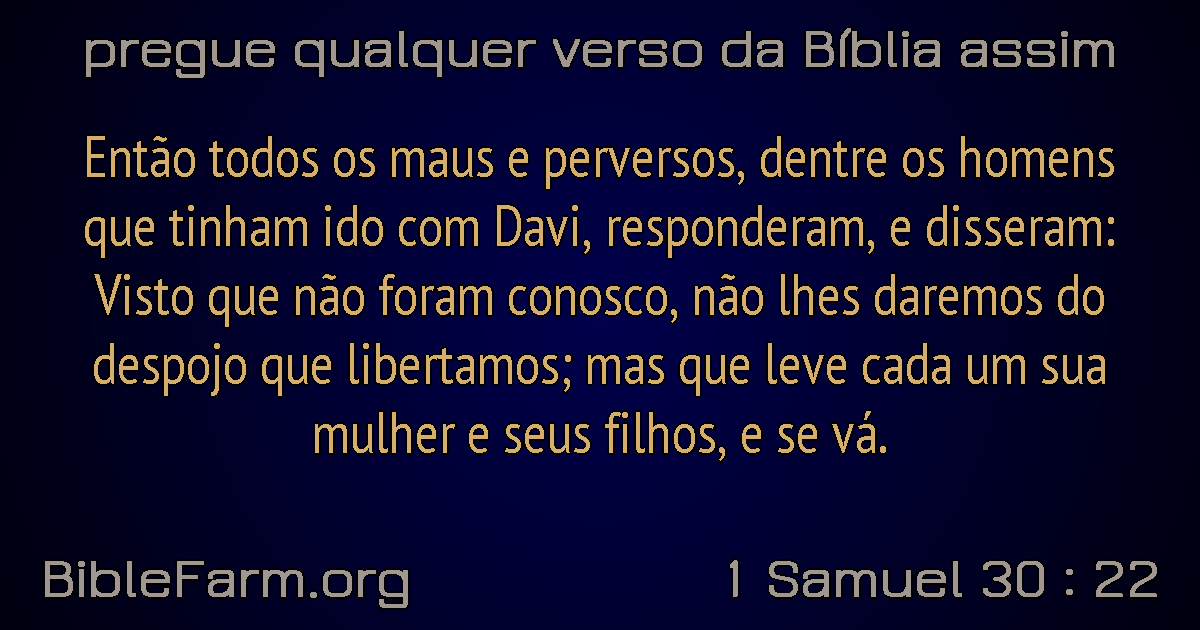 pregue qualquer verso da Bíblia assim
Então todos os maus e perversos, dentre os homens
que tinham ido com Davi, responderam, e disseram:
Visto que não foram conosco, não lhes daremos do
despojo que libertamos; mas que leve cada um sua
mulher e seus filhos, e se vá.
BibleFarm.org
1 Samuel 30 : 22